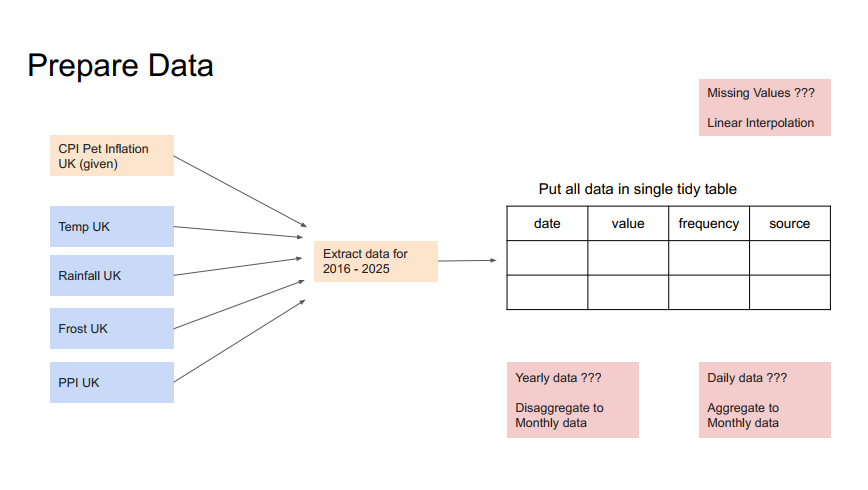 Prepare Data
Missing Values ???
Linear Interpolation
CPI Pet Inflation
UK (given)
Put all data in single tidy table
date value frequency source
Temp UK
Extract data for
2016 - 2025
Rainfall UK
Frost UK
PPI UK
Yearly data ???
Disaggregate to
Monthly data
Daily data ???
Aggregate to
Monthly data